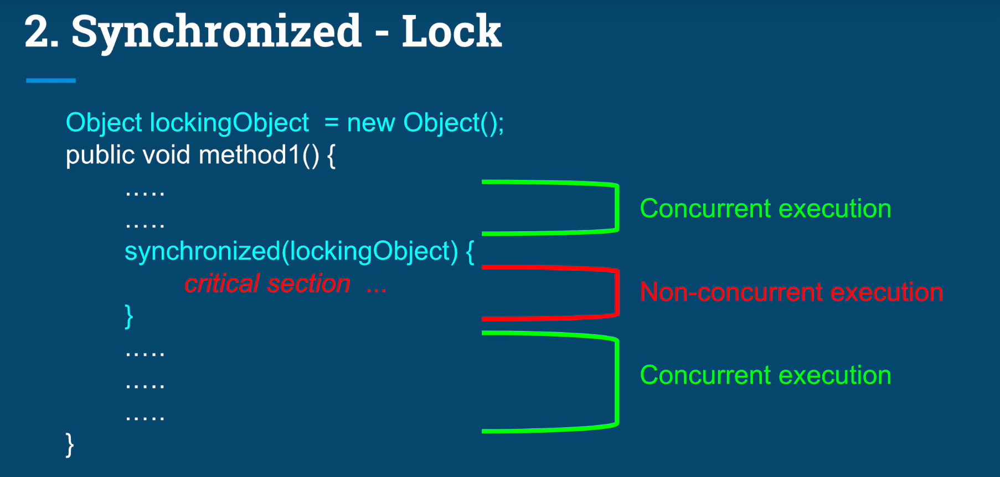 2. Synchronized - Lock
Object lockingObject = new Object();
public void method1() {
.....
.....
Concurrent execution
synchronized(lockingObject) {
critical section ...
Non-concurrent execution
}
.....
.....
Concurrent execution
.....
}